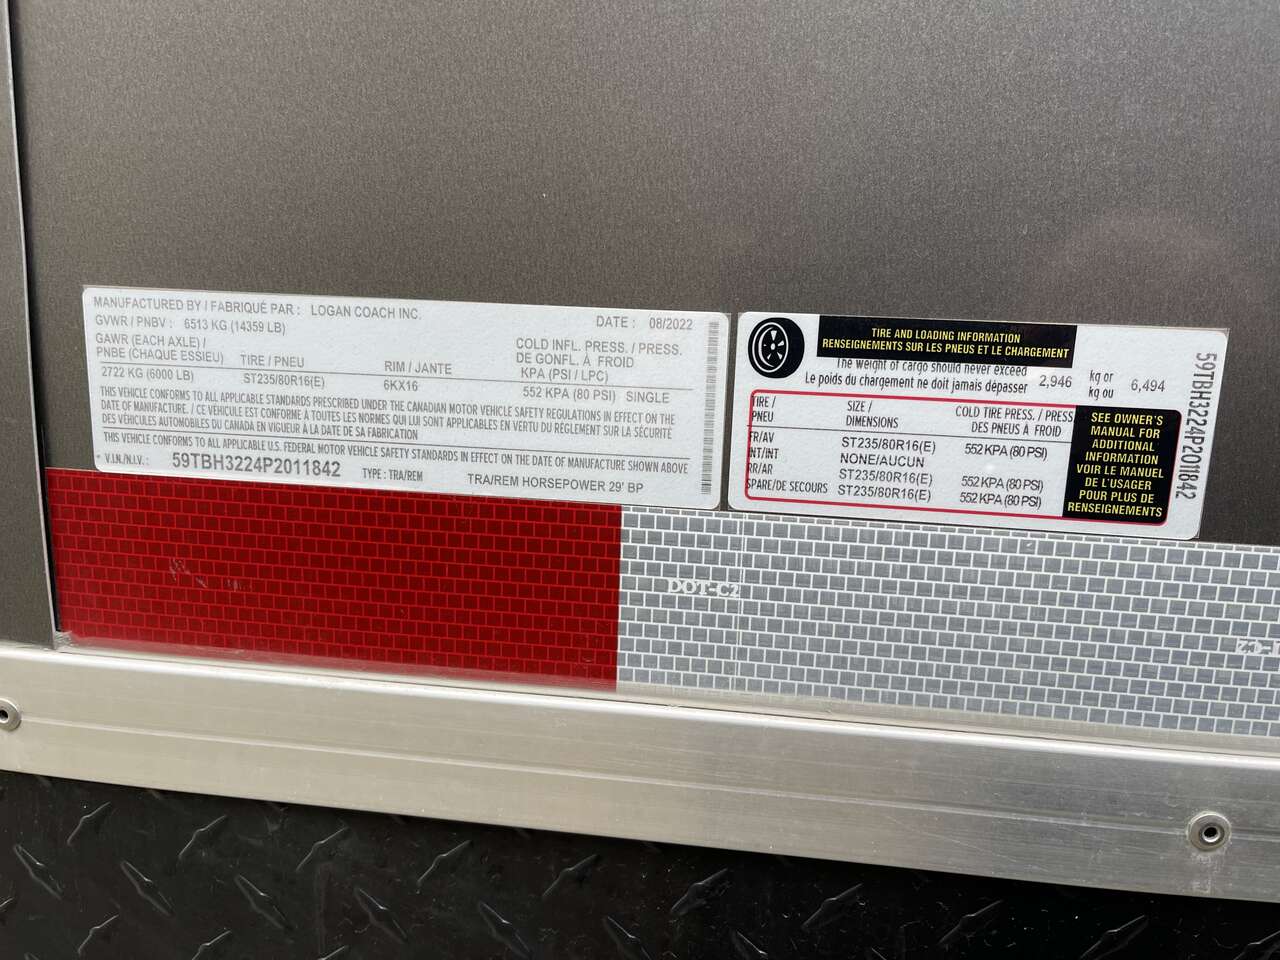 MANUFACTURED BY / FABRIQUÉ PAR : LOGAN COACH INC.
GVWR / PNBV : 6513 KG (14359 LB) DATE : 08/2022
GAWR (EACH AXLE) /
PNBE (CHAQUE ESSIEU) TIRE / PNEU RIM / JANTE COLD INFL. PRESS. / PRESS.
DE GONFL. À FROID
KPA (PSI / LPC)
2722 KG (6000 LB) ST235/80R16(E) 6KX16 552 KPA (80 PSI) SINGLE
THIS VEHICLE CONFORMS TO ALL APPLICABLE STANDARDS PRESCRIBED UNDER THE CANADIAN MOTOR VEHICLE SAFETY REGULATIONS IN EFFECT ON THE
DATE OF MANUFACTURE. / CE VEHICULE EST CONFORME À TOUTES LES NORMES QUI LUI SONT APPLICABLES EN VERTU DU RÈGLEMENT SUR LA SÉCURITÉ
DES VÉHICULES AUTOMOBILES DU CANADA EN VIGUEUR À LA DATE DE SA FABRICATION
THIS VEHICLE CONFORMS TO ALL APPLICABLE U.S. FEDERAL MOTOR VEHICLE SAFETY STANDARDS IN EFFECT ON THE DATE OF MANUFACTURE SHOWN ABOVE
* V.I.N./N.I.V.: 59TBH3224P2011842 TYPE : TRA/REM TRA/REM HORSEPOWER 29' BP
TIRE AND LOADING INFORMATION
RENSEIGNEMENTS SUR LES PNEUS ET LE CHARGEMENT
The weight of cargo should never exceed
Le poids du chargement ne doit jamais dépasser 2,946 kg or
kg ou 6,494
TIRE /
PNEU SIZE /
DIMENSIONS COLD TIRE PRESS. / PRESS
DES PNEUS À FROID
FR/AV ST235/80R16(E) 552 KPA (80 PSI)
INT/INT NONE/AUCUN
RR/AR ST235/80R16(E) 552 KPA (80 PSI)
SPARE/DE SECOURS ST235/80R16(E) 552 KPA (80 PSI)
SEE OWNER'S
MANUAL FOR
ADDITIONAL
INFORMATION
VOIR LE MANUEL
DE L'USAGER
POUR PLUS DE
RENSEIGNEMENTS
59TBH3224P2011842
DOT-C2